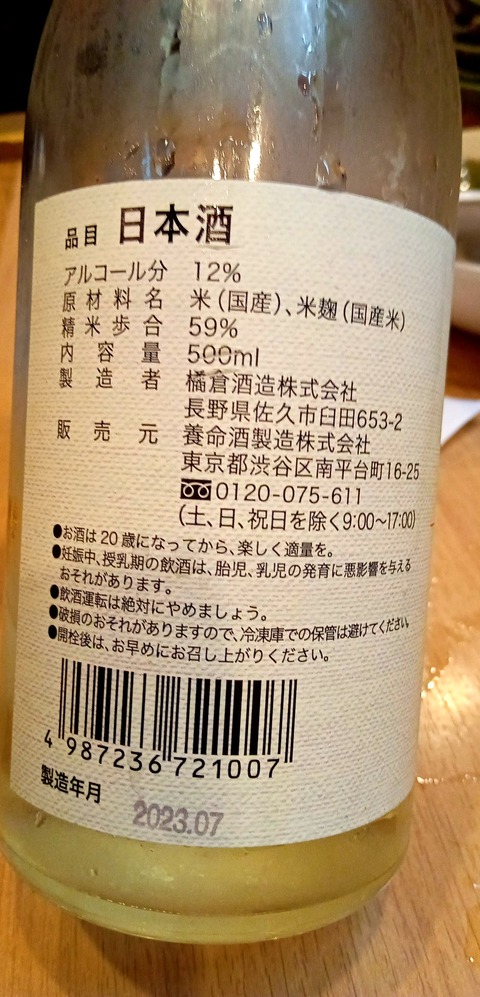 品目 日本酒
アルコール分 12%
原材料名 米(国産)、米麹(国産米)
精米歩合 59%
内容量 500ml
製造者 橘倉酒造株式会社
長野県佐久市臼田653-2
販売元 養命酒製造株式会社
東京都渋谷区南平台町16-25
0120-075-611
(土、日、祝日を除く9:00~17:00)
●お酒は20歳になってから、楽しく適量を。
●妊娠中、授乳期の飲酒は、胎児、乳児の発育に悪影響を与える
おそれがあります。
●飲酒運転は絶対にやめましょう。
●破損のおそれがありますので、冷凍庫での保管は避けてください。
●開栓後は、お早めにお召し上がりください。
4 987236 721007
製造年月 2023.07